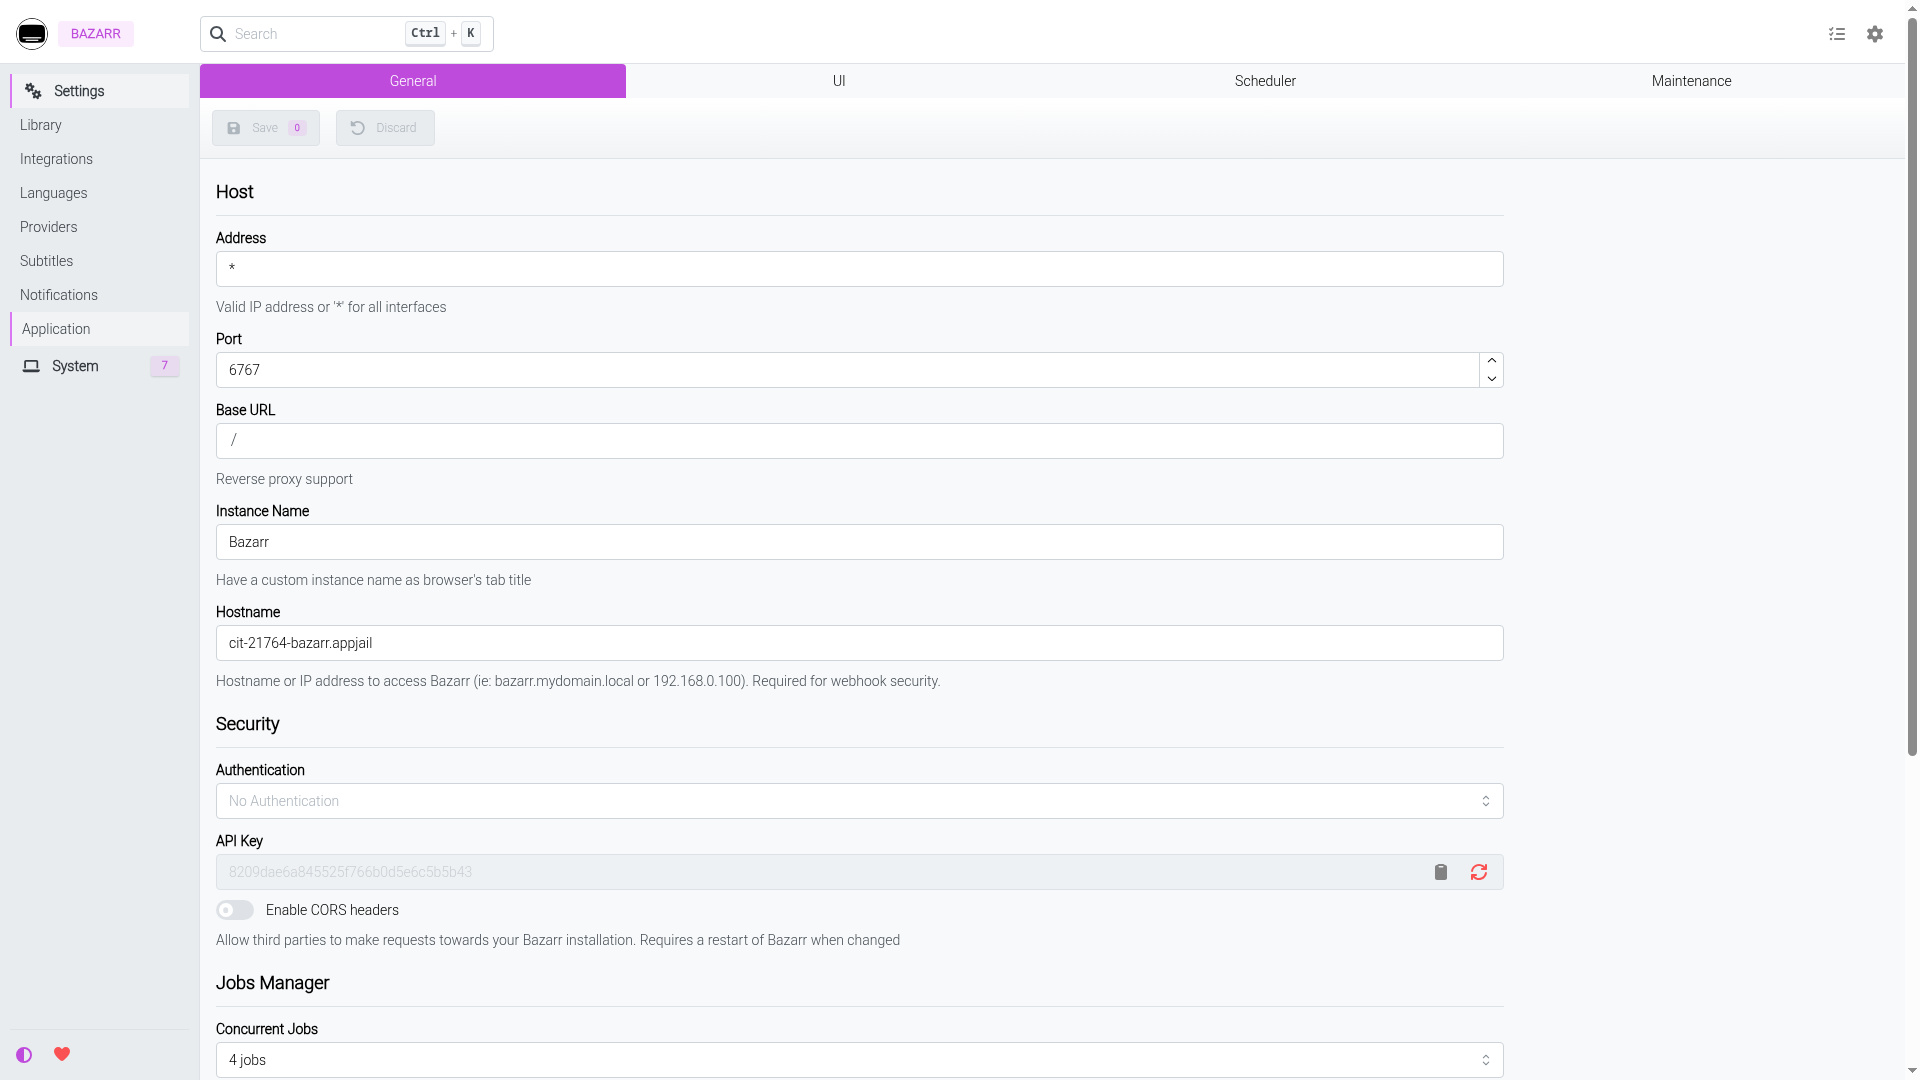 BAZARR
Search
Ctrl + K
Settings
Library
Integrations
Languages
Providers
Subtitles
Notifications
Application
System 7
General
UI
Scheduler
Maintenance
Save 0
Discard
Host
Address
*
Valid IP address or '*' for all interfaces
Port
6767
Base URL
/
Reverse proxy support
Instance Name
Bazarr
Have a custom instance name as browser's tab title
Hostname
cit-21764-bazarr.appjail
Hostname or IP address to access Bazarr (ie: bazarr.mydomain.local or 192.168.0.100). Required for webhook security.
Security
Authentication
No Authentication
API Key
8209dae6a845525f766b0d5e6c5b5b43
Enable CORS headers
Allow third parties to make requests towards your Bazarr installation. Requires a restart of Bazarr when changed
Jobs Manager
Concurrent Jobs
4 jobs